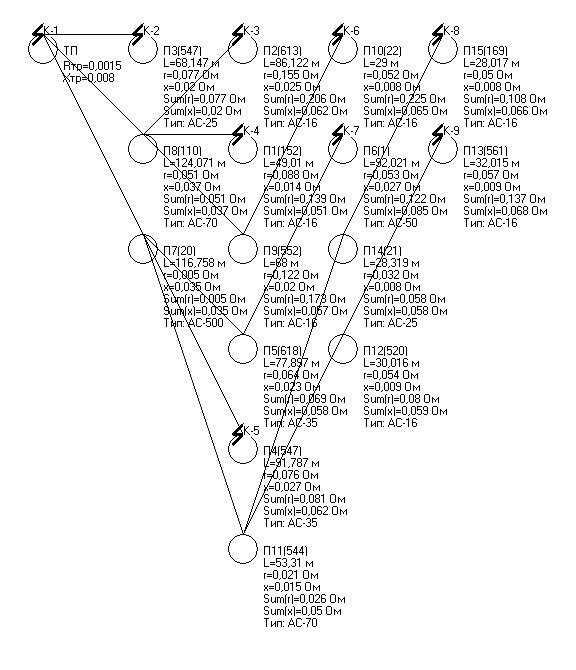 К-1
ТП
Rтр=0,0015
Xтр=0,008
К-2
П3(547)
L=68,147 м
r=0,077 Ом
x=0,02 Ом
Sum(r)=0,077 Ом
Sum(x)=0,02 Ом
Тип: АС-25
К-3
П2(613)
L=86,122 м
r=0,155 Ом
x=0,025 Ом
Sum(r)=0,206 Ом
Sum(x)=0,062 Ом
Тип: АС-16
К-6
П10(22)
L=29 м
r=0,052 Ом
x=0,008 Ом
Sum(r)=0,225 Ом
Sum(x)=0,065 Ом
Тип: АС-16
К-8
П15(169)
L=28,017 м
r=0,05 Ом
x=0,008 Ом
Sum(r)=0,108 Ом
Sum(x)=0,066 Ом
Тип: АС-16
П8(110)
L=124,071 м
r=0,051 Ом
x=0,037 Ом
Sum(r)=0,051 Ом
Sum(x)=0,037 Ом
Тип: АС-70
К-4
П1(152)
L=49,01 м
r=0,088 Ом
x=0,014 Ом
Sum(r)=0,139 Ом
Sum(x)=0,051 Ом
Тип: АС-16
К-7
П6(1)
L=92,021 м
r=0,053 Ом
x=0,027 Ом
Sum(r)=0,122 Ом
Sum(x)=0,085 Ом
Тип: АС-50
К-9
П13(561)
L=32,015 м
r=0,057 Ом
x=0,009 Ом
Sum(r)=0,137 Ом
Sum(x)=0,068 Ом
Тип: АС-16
П7(20)
L=116,758 м
r=0,005 Ом
x=0,035 Ом
Sum(r)=0,005 Ом
Sum(x)=0,035 Ом
Тип: АС-500
П9(552)
L=68 м
r=0,122 Ом
x=0,02 Ом
Sum(r)=0,173 Ом
Sum(x)=0,057 Ом
Тип: АС-16
П14(21)
L=28,319 м
r=0,032 Ом
x=0,008 Ом
Sum(r)=0,058 Ом
Sum(x)=0,058 Ом
Тип: АС-25
П5(618)
L=77,897 м
r=0,064 Ом
x=0,023 Ом
Sum(r)=0,069 Ом
Sum(x)=0,058 Ом
Тип: АС-35
П12(520)
L=30,016 м
r=0,054 Ом
x=0,009 Ом
Sum(r)=0,08 Ом
Sum(x)=0,059 Ом
Тип: АС-16
К-5
П4(547)
L=91,787 м
r=0,076 Ом
x=0,027 Ом
Sum(r)=0,081 Ом
Sum(x)=0,062 Ом
Тип: АС-35
П11(544)
L=53,31 м
r=0,021 Ом
x=0,015 Ом
Sum(r)=0,026 Ом
Sum(x)=0,05 Ом
Тип: АС-70